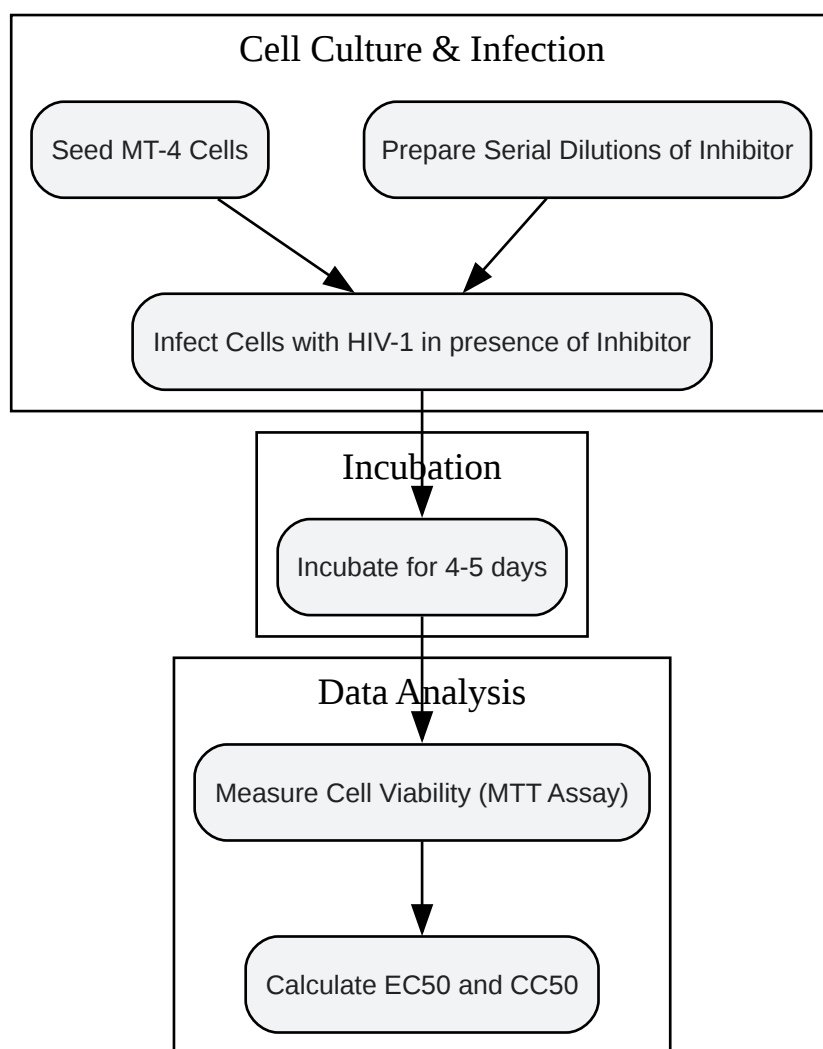 Cell Culture & Infection
Seed MT-4 Cells
Prepare Serial Dilutions of Inhibitor
Infect Cells with HIV-1 in presence of Inhibitor
Incubation
Incubate for 4-5 days
Data Analysis
Measure Cell Viability (MTT Assay)
Calculate EC50 and CC50